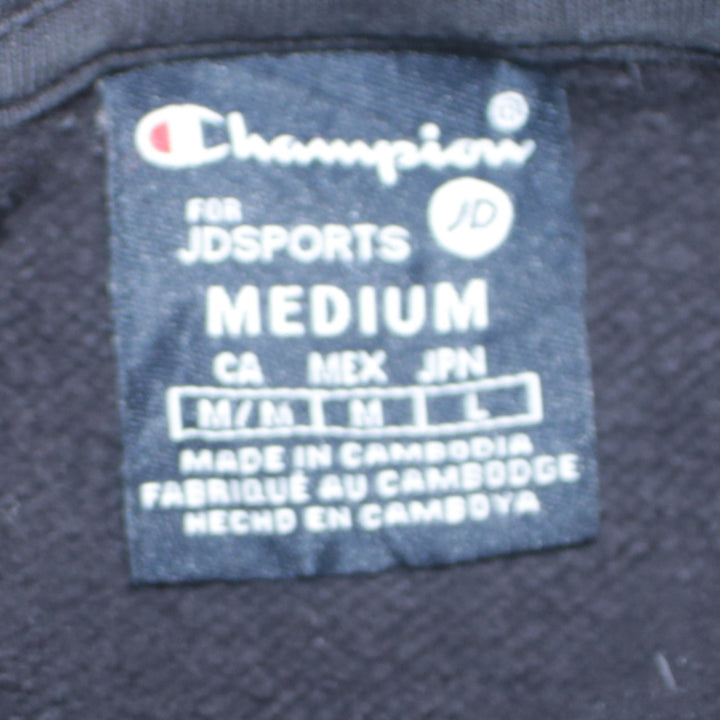 Champion®
FOR
JDSPORTS JD
MEDIUM
CA MEX JPN
M/M M L
MADE IN CAMBODIA
FABRIQUÉ AU CAMBODGE
HECHO EN CAMBOYA